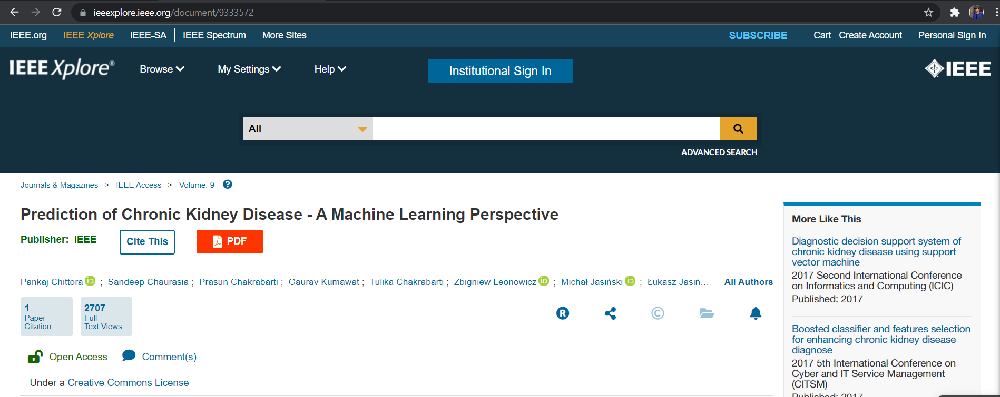 ieeexplore.ieee.org/document/9333572
IEEE.org IEEE Xplore IEEE-SA IEEE Spectrum More Sites SUBSCRIBE Cart Create Account Personal Sign In
IEEE Xplore® Browse My Settings Help Institutional Sign In IEEE
All
ADVANCED SEARCH
Journals & Magazines > IEEE Access > Volume: 9 ?
Prediction of Chronic Kidney Disease - A Machine Learning Perspective
Publisher: IEEE Cite This PDF
Pankaj Chittora iD ; Sandeep Chaurasia ; Prasun Chakrabarti ; Gaurav Kumawat ; Tulika Chakrabarti ; Zbigniew Leonowicz iD ; Michał Jasiński iD ; Łukasz Jasiń... All Authors
1
Paper
Citation
2707
Full
Text Views
R ©
Open Access Comment(s)
Under a Creative Commons License
More Like This
Diagnostic decision support system of
chronic kidney disease using support
vector machine
2017 Second International Conference
on Informatics and Computing (ICIC)
Published: 2017
Boosted classifier and features selection
for enhancing chronic kidney disease
diagnose
2017 5th International Conference on
Cyber and IT Service Management
(CITSM)
Published: 2017